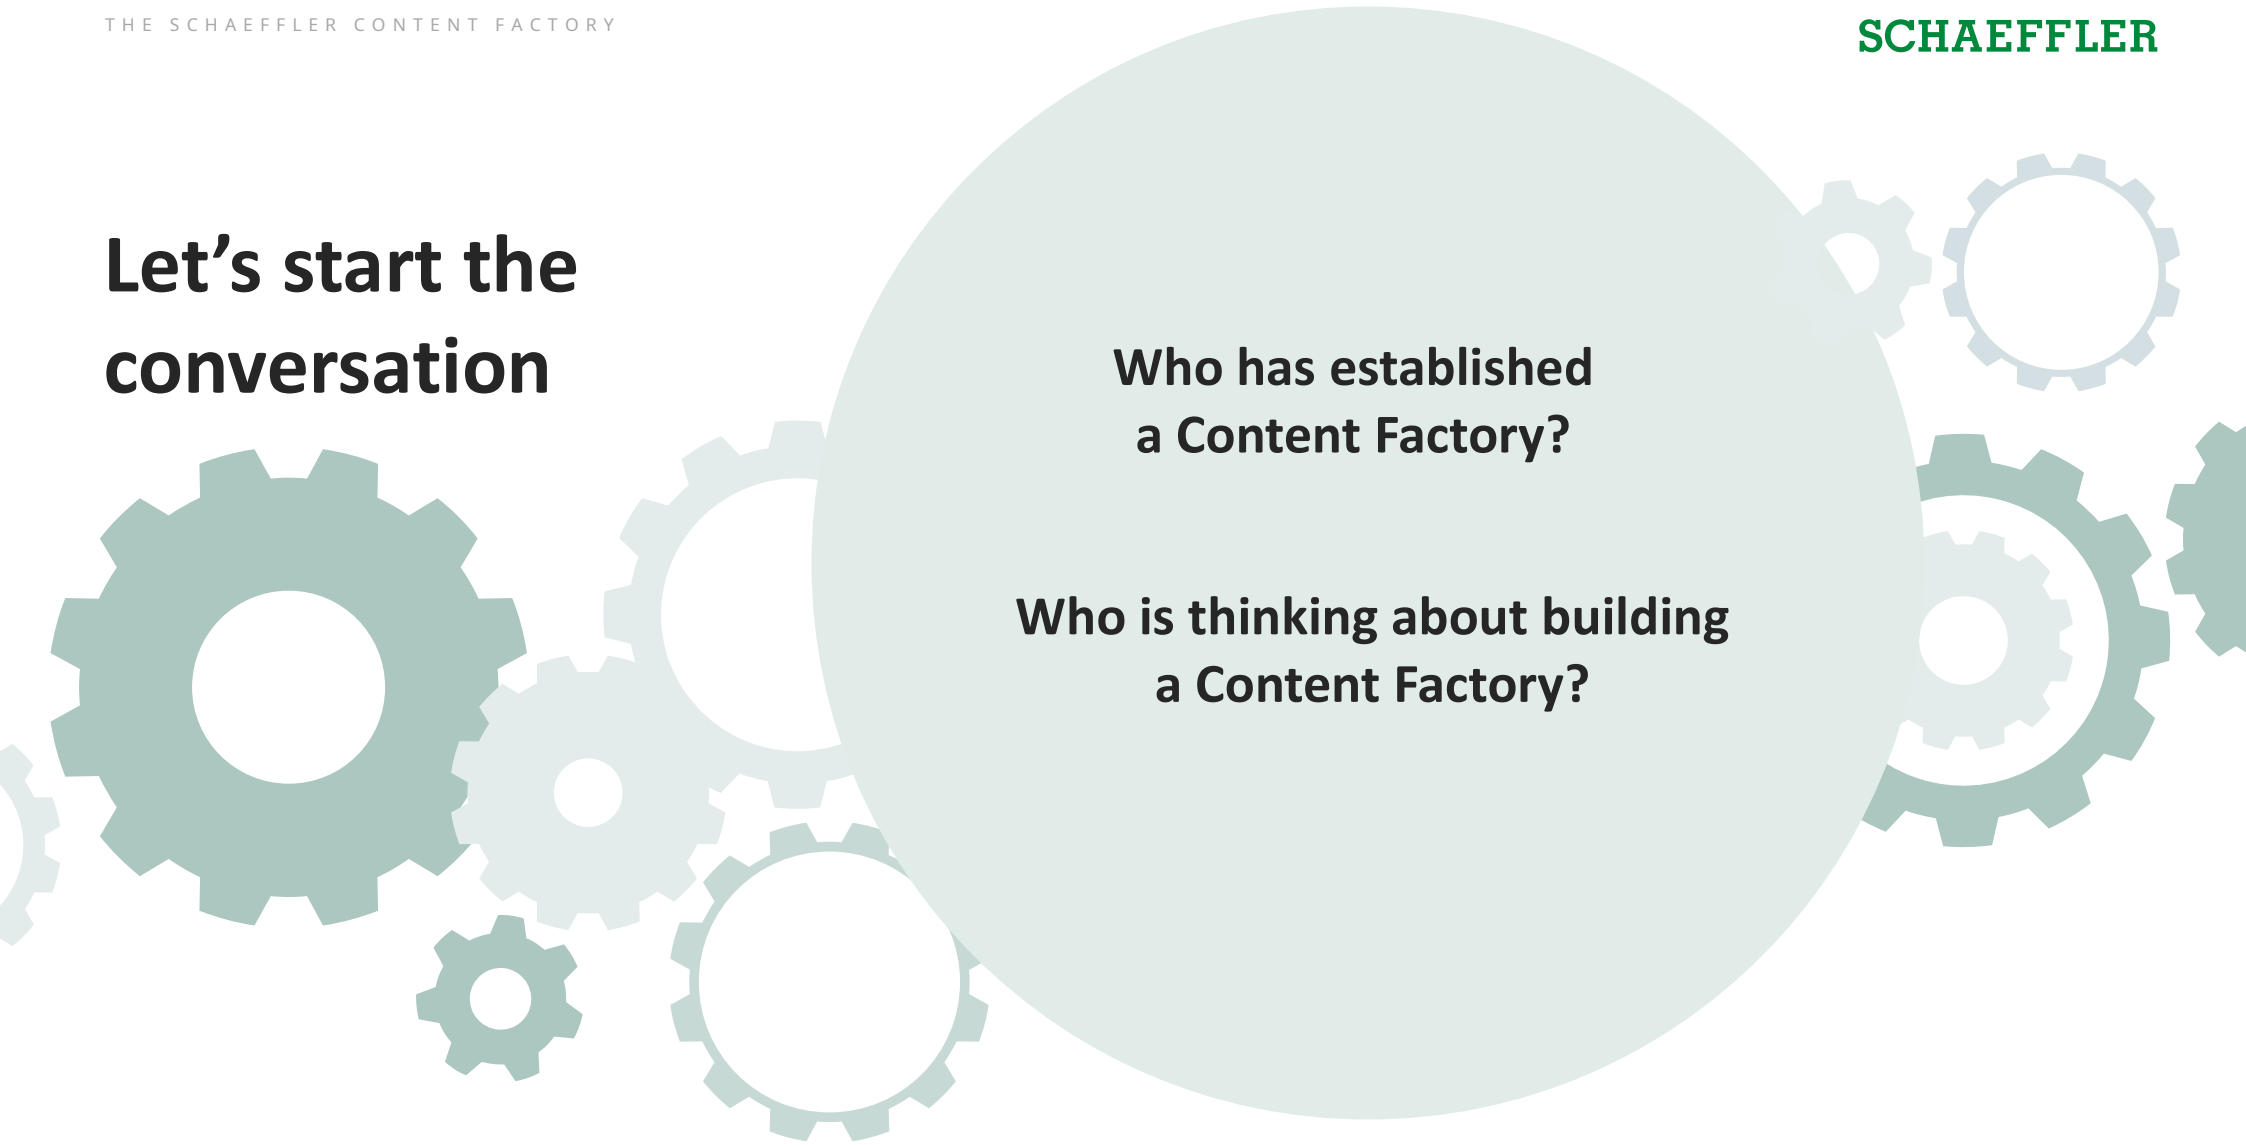 THE SCHAEFFLER CONTENT FACTORY
SCHAEFFLER
Let’s start the
conversation
Who has established
a Content Factory?
Who is thinking about building
a Content Factory?